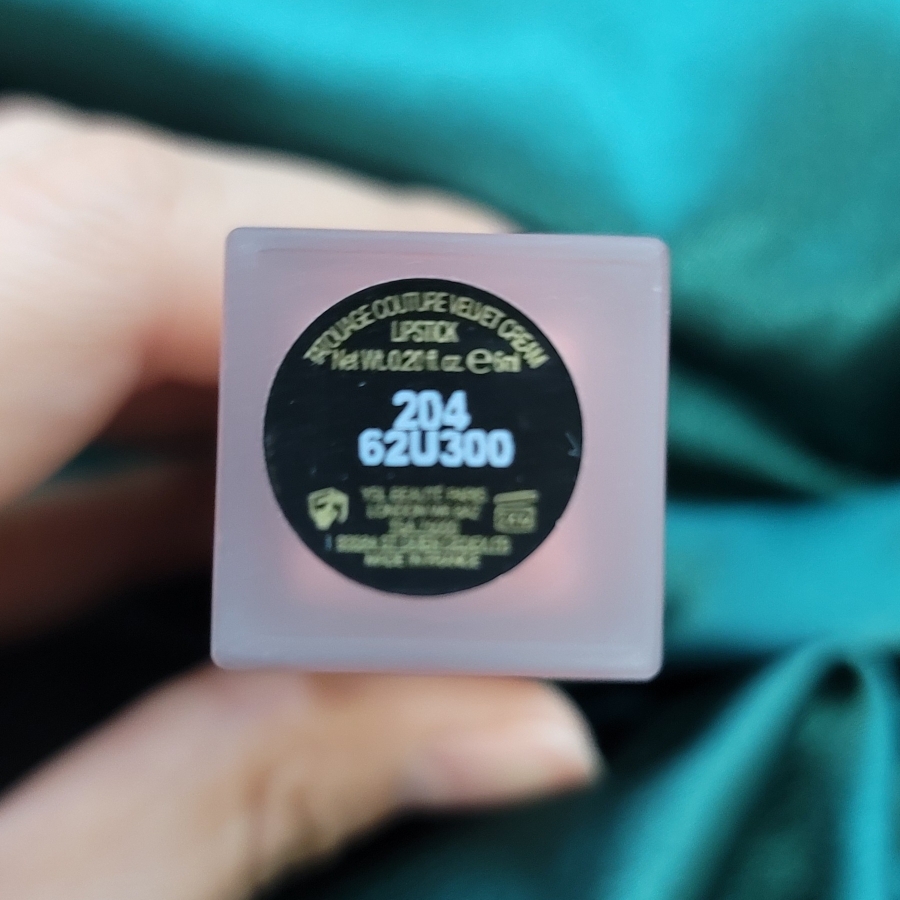 TATOUAGE COUTURE VELVET CREAM
LIPSTICK
Net Wt. 0.20 fl. oz. ℮ 6ml
204
62U300
YSL BEAUTÉ PARIS
LONDON
MADE IN FRANCE